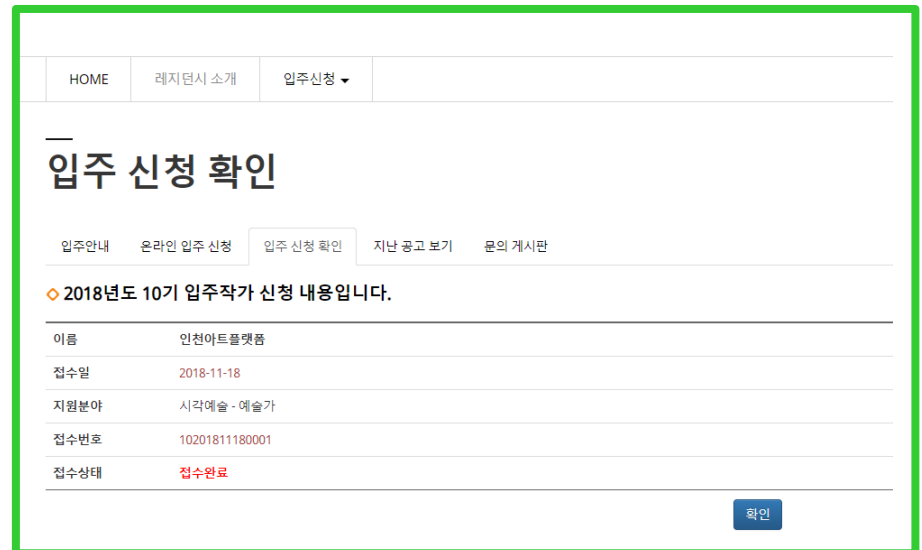 HOME 레지던시 소개 입주신청
입주 신청 확인
입주안내 온라인 입주 신청 입주 신청 확인 지난 공고 보기 문의 게시판
2018년도 10기 입주작가 신청 내용입니다.
이름 인천아트플랫폼
접수일 2018-11-18
지원분야 시각예술 - 예술가
접수번호 10201811180001
접수상태 접수완료
확인